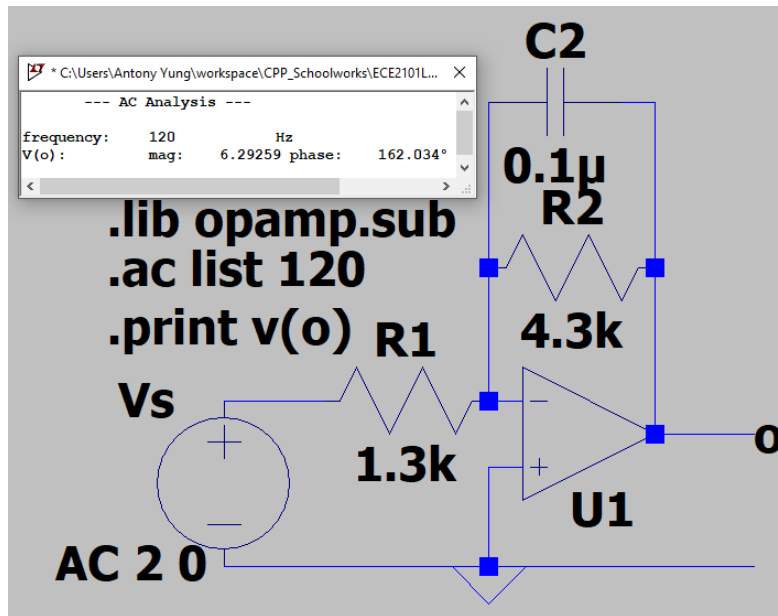 * C:\Users\Antony Yung\workspace\CPP_Schoolworks\ECE2101L... ×
--- AC Analysis ---
frequency: 120 Hz
V(o): mag: 6.29259 phase: 162.034°
C2
0.1µ
R2
4.3k
.lib opamp.sub
.ac list 120
.print v(o)
R1
1.3k
Vs
AC 2 0
U1
o